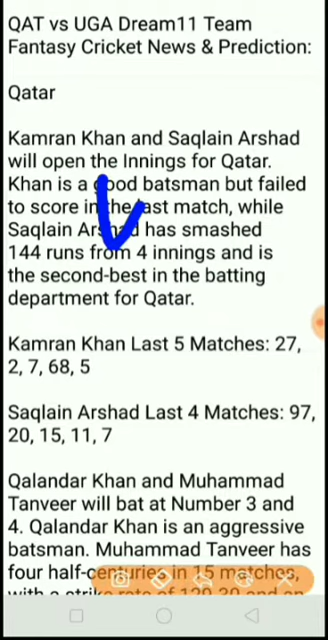 QAT vs UGA Dream11 Team
Fantasy Cricket News & Prediction:
Qatar
Kamran Khan and Saqlain Arshad
will open the Innings for Qatar.
Khan is a good batsman but failed
to score in the last match, while
Saqlain Arshad has smashed
144 runs from 4 innings and is
the second-best in the batting
department for Qatar.
Kamran Khan Last 5 Matches: 27,
2, 7, 68, 5
Saqlain Arshad Last 4 Matches: 97,
20, 15, 11, 7
Qalandar Khan and Muhammad
Tanveer will bat at Number 3 and
4. Qalandar Khan is an aggressive
batsman. Muhammad Tanveer has
four half-centuries in 15 matches,
with a strike rate of